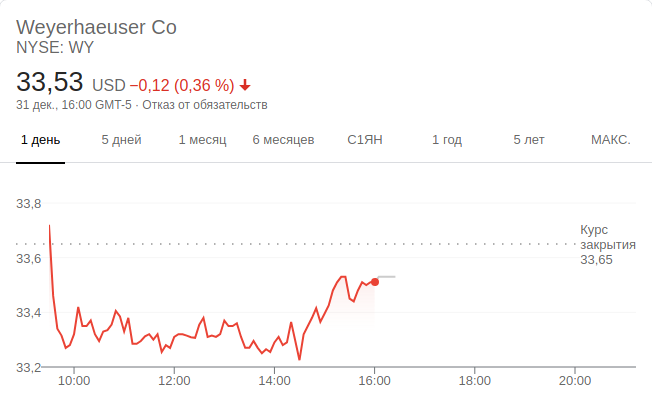 Weyerhaeuser Co
NYSE: WY
33,53 USD −0,12 (0,36 %)
31 дек., 16:00 GMT-5 · Отказ от обязательств
1 день 5 дней 1 месяц 6 месяцев С1ЯН 1 год 5 лет МАКС.
33,8
Курс
закрытия
33,65
33,6
33,4
33,2
10:00 12:00 14:00 16:00 18:00 20:00